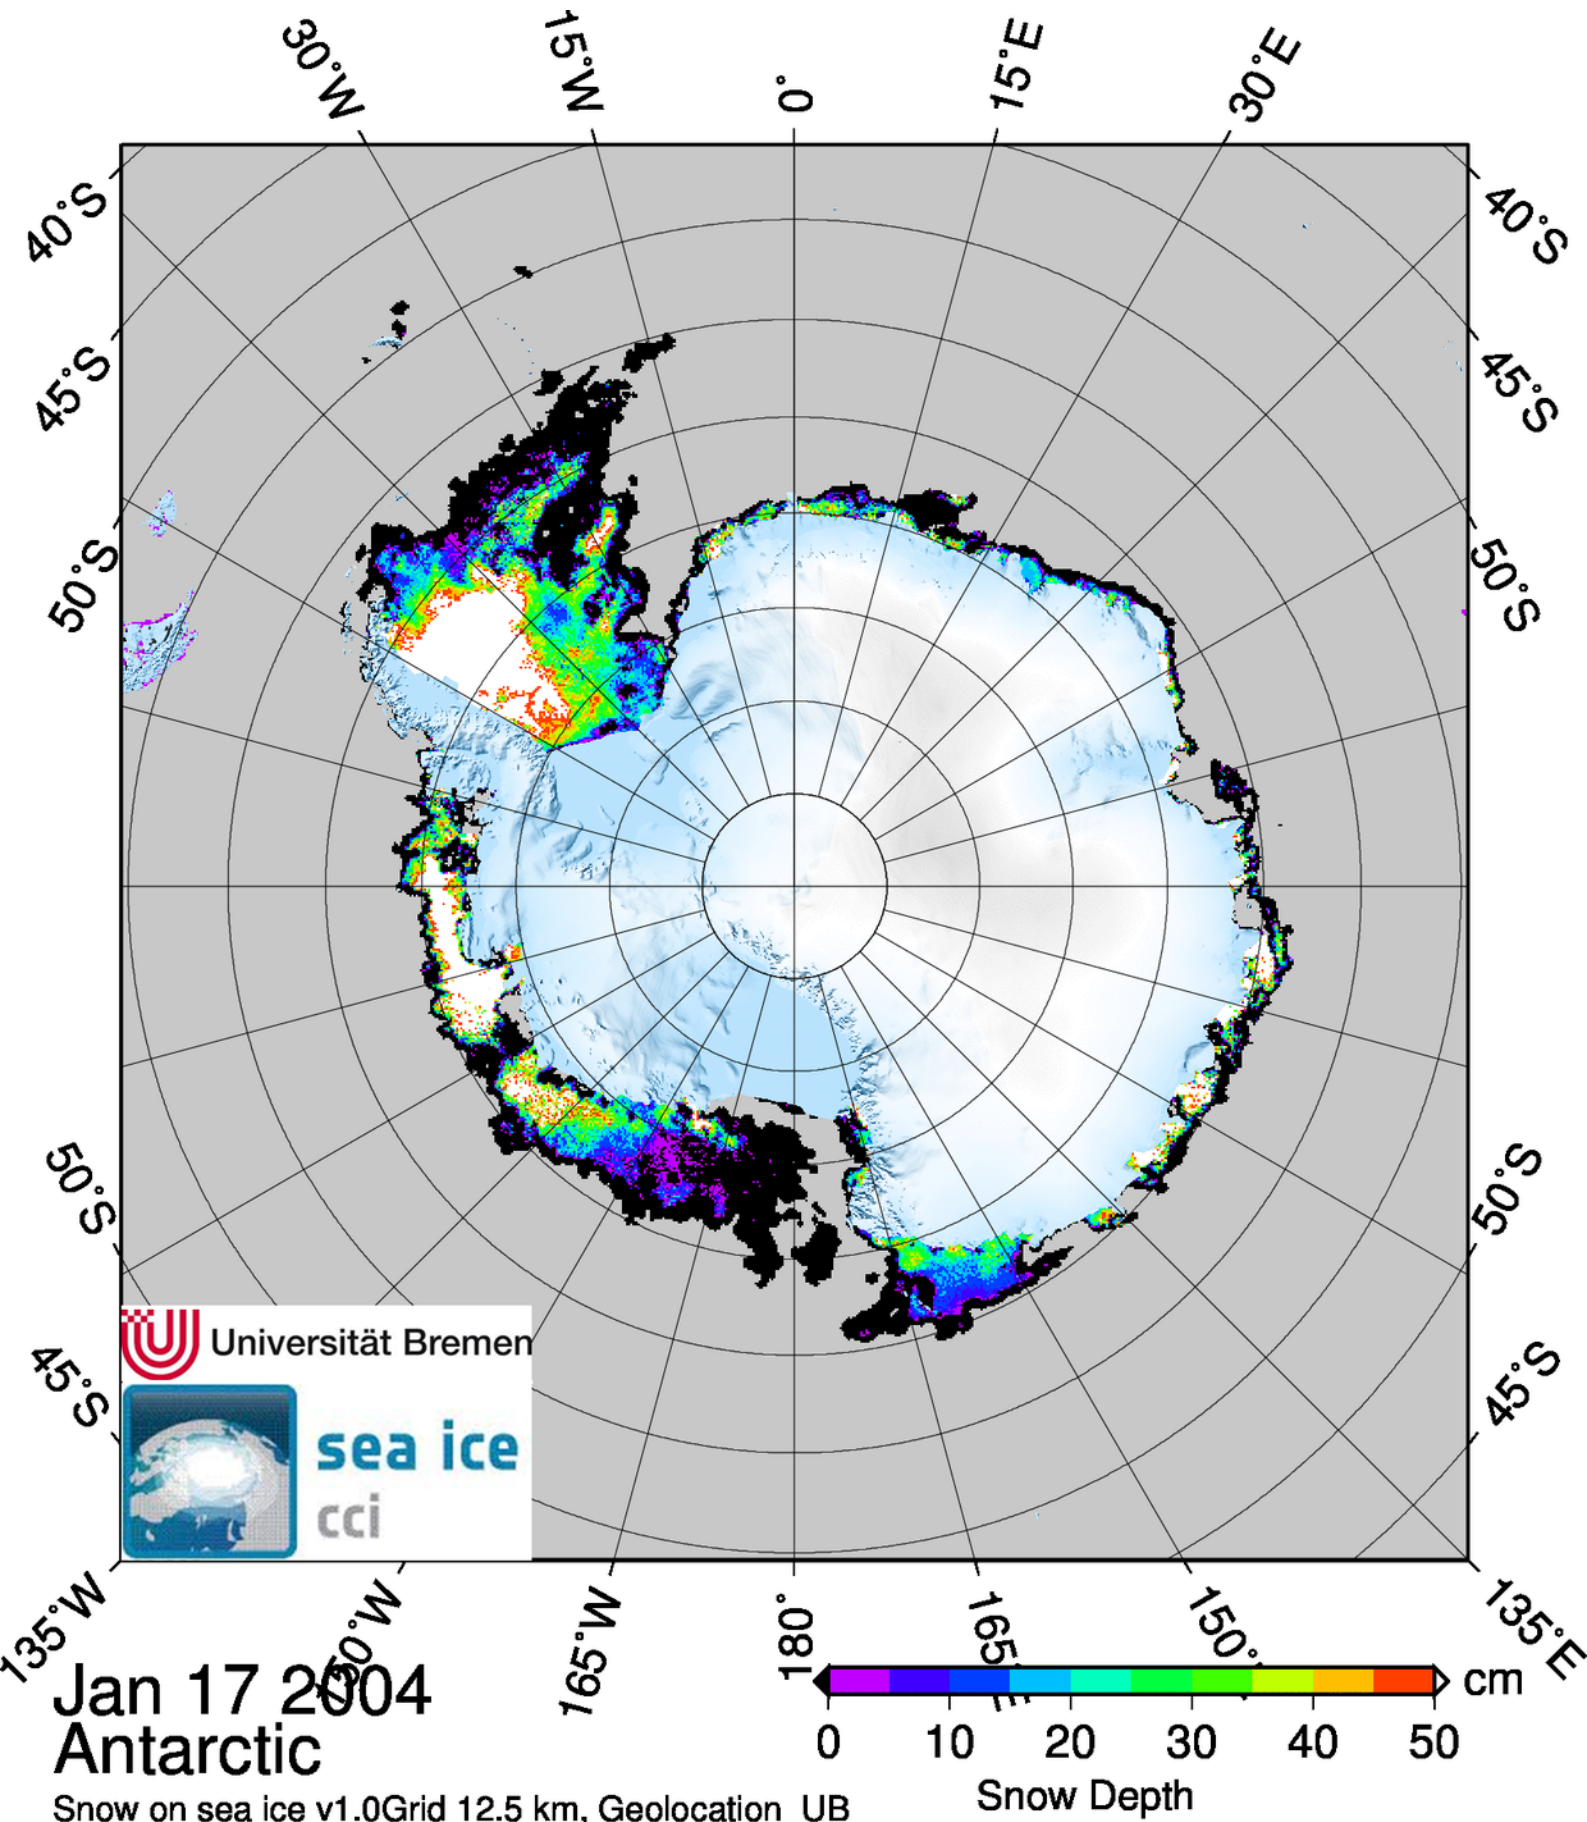 30°W 15°W 0° 15°E 30°E
40°S 40°S
45°S 45°S
50°S 50°S
50°S 50°S
45°S 45°S
Universität Bremen
sea ice
cci
135°W 150°W 165°W 180° 165°E 150° 135°E
Jan 17 2004
Antarctic
Snow on sea ice v1.0Grid 12.5 km, Geolocation UB
cm
0 10 20 30 40 50
Snow Depth